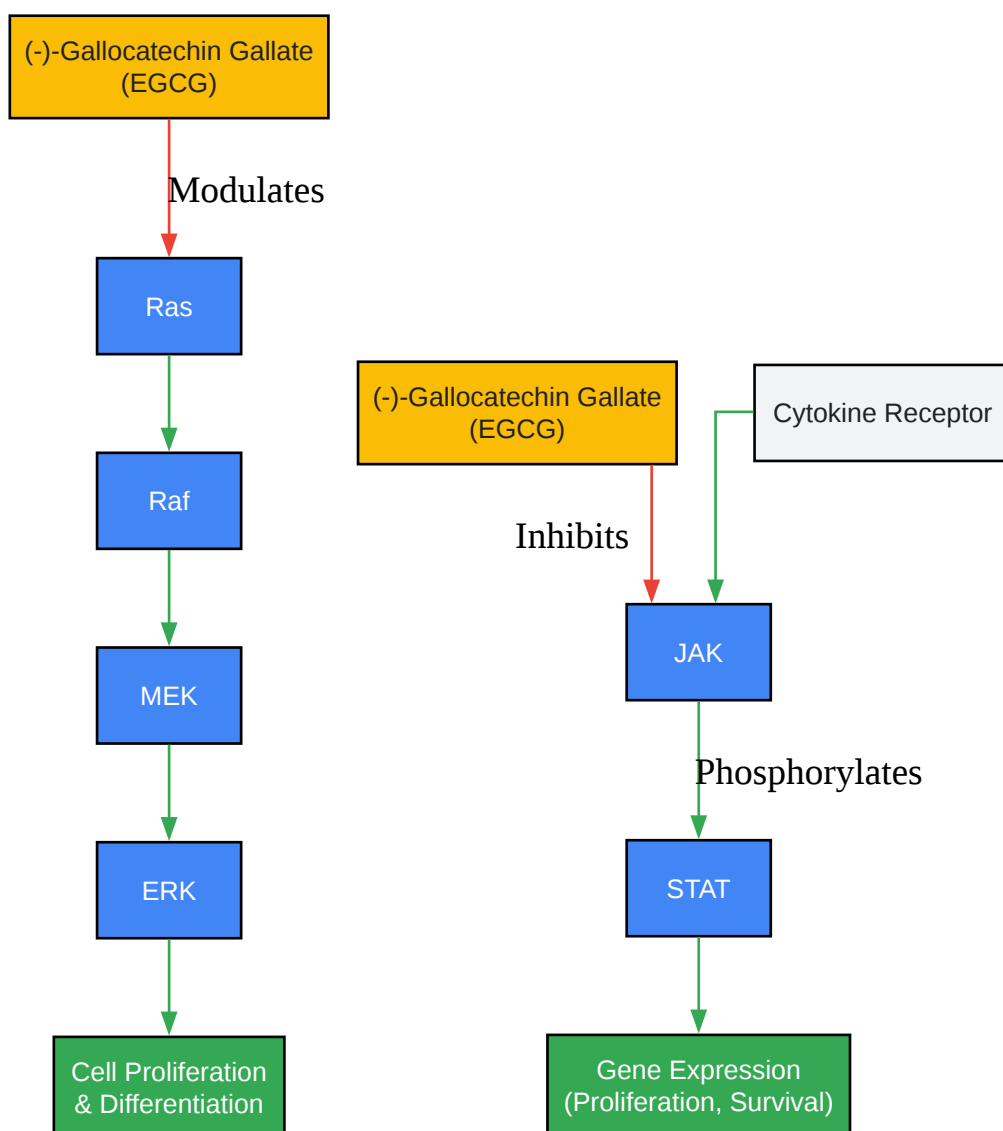 (-)-Gallocatechin Gallate
(EGCG)
Modulates
Ras
Raf
MEK
ERK
Cell Proliferation
& Differentiation
(-)-Gallocatechin Gallate
(EGCG)
Cytokine Receptor
Inhibits
JAK
Phosphorylates
STAT
Gene Expression
(Proliferation, Survival)